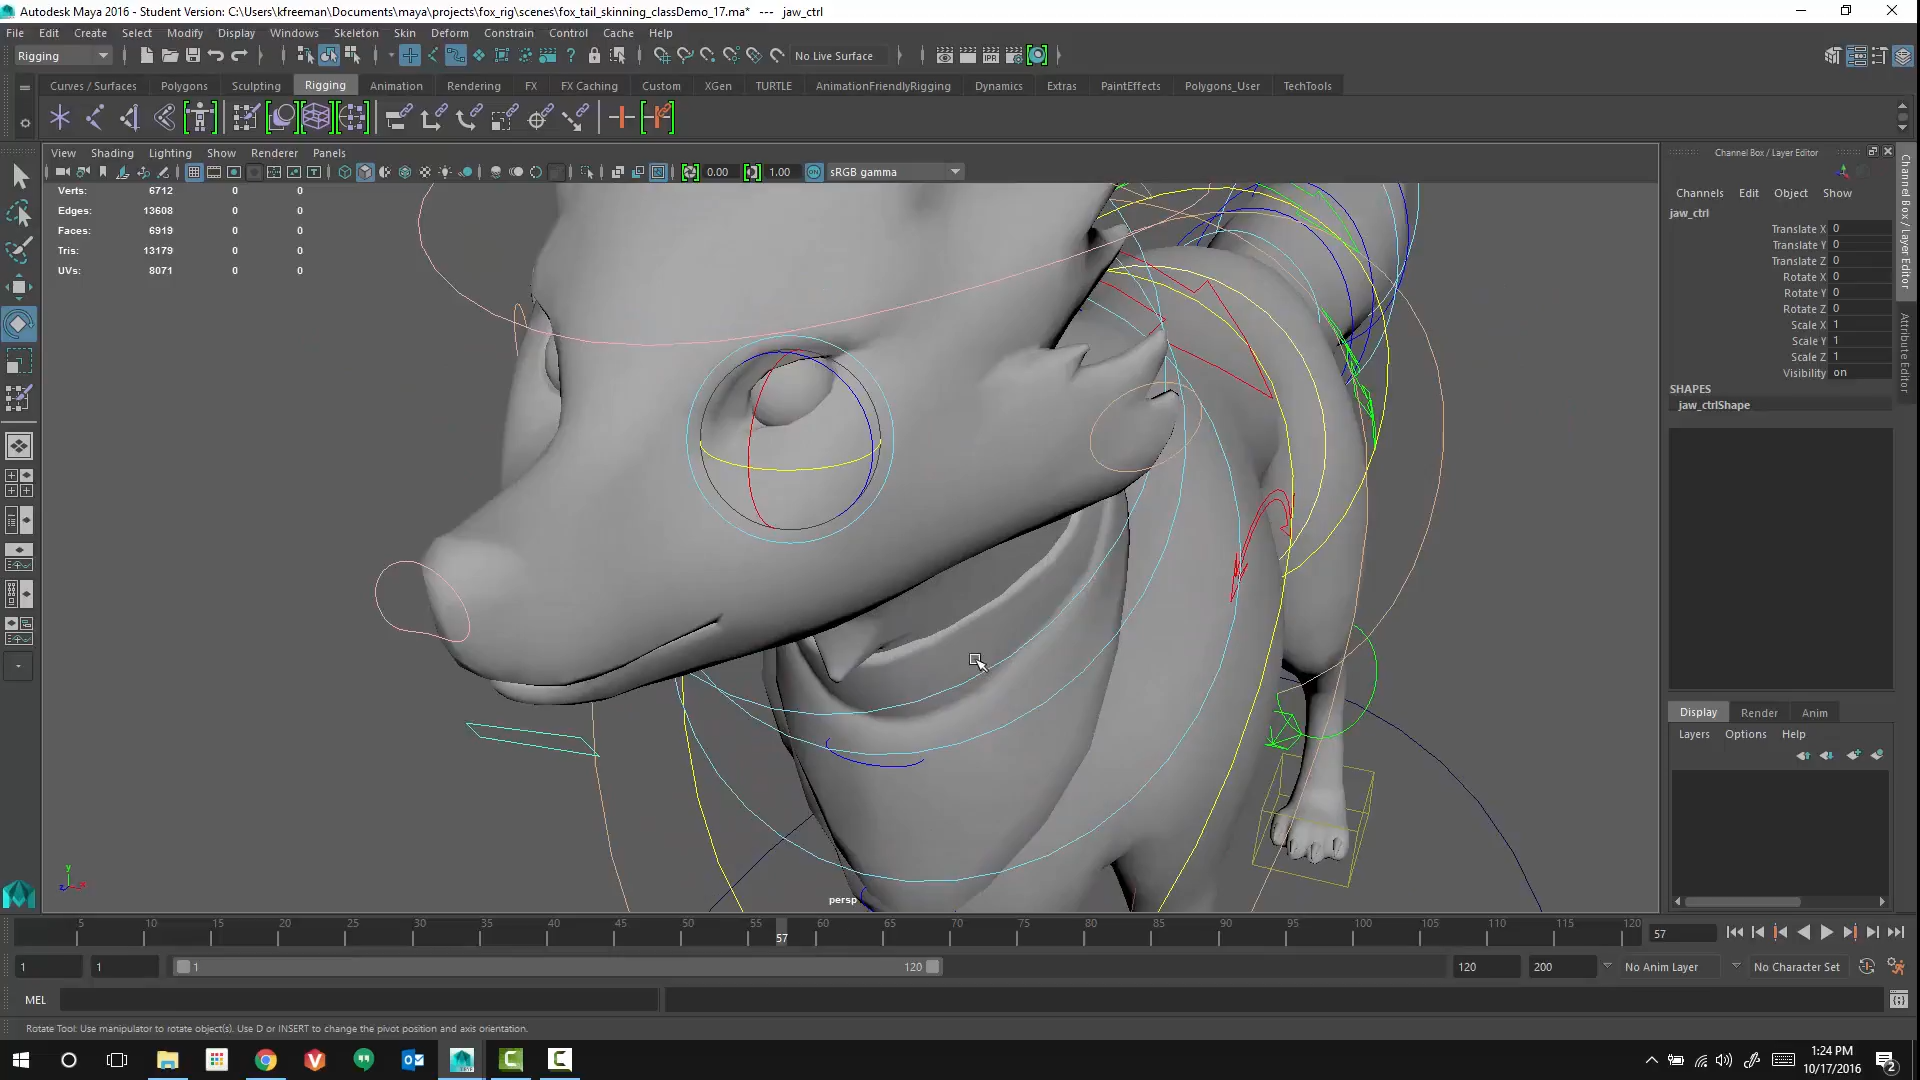 Autodesk Maya 2016 - Student Version: C:\Users\kfreeman\Documents\maya\projects\fox_rig\scenes\fox_tail_skinning_classDemo_17.ma* --- jaw_ctrl
File Edit Create Select Modify Display Windows Skeleton Skin Deform Constrain Control Cache Help
Rigging
No Live Surface
Curves / Surfaces Polygons Sculpting Rigging Animation Rendering FX FX Caching Custom XGen TURTLE AnimationFriendlyRigging Dynamics Extras PaintEffects Polygons_User TechTools
View Shading Lighting Show Renderer Panels
0.00 1.00 sRGB gamma
Verts: 6712 0 0
Edges: 13608 0 0
Faces: 6919 0 0
Tris: 13179 0 0
UVs: 8071 0 0
persp
Channel Box / Layer Editor
Channels Edit Object Show
jaw_ctrl
Translate X 0
Translate Y 0
Translate Z 0
Rotate X 0
Rotate Y 0
Rotate Z 0
Scale X 1
Scale Y 1
Scale Z 1
Visibility on
SHAPES
jaw_ctrlShape
Channel Box / Layer Editor
Attribute Editor
Display Render Anim
Layers Options Help
5 10 15 20 25 30 35 40 45 50 55 60 65 70 75 80 85 90 95 100 105 110 115 120
57
57
1 1 1 120 120 200 No Anim Layer No Character Set
MEL
Rotate Tool: Use manipulator to rotate object(s). Use D or INSERT to change the pivot position and axis orientation.
1:24 PM
10/17/2016
2